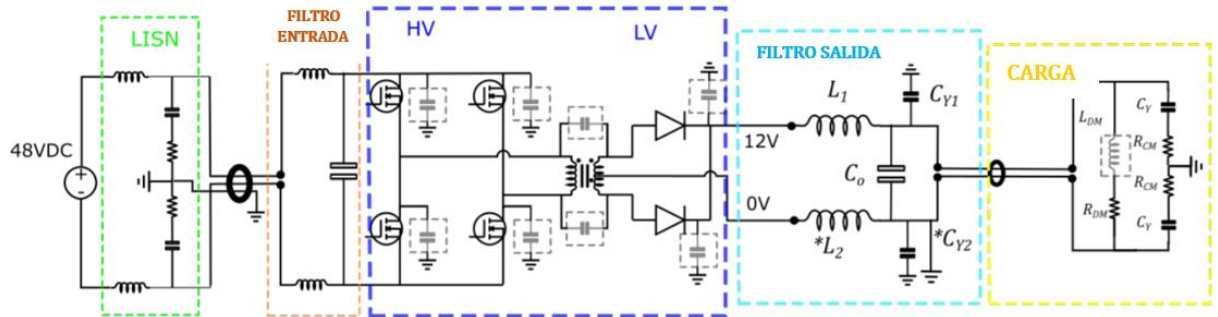 LISN
FILTRO
ENTRADA
HV
LV
FILTRO SALIDA
CARGA
48VDC
12V
0V
L1
CY1
Co
*L2
*CY2
LDM
RDM
CY
RCM
RCM
CY